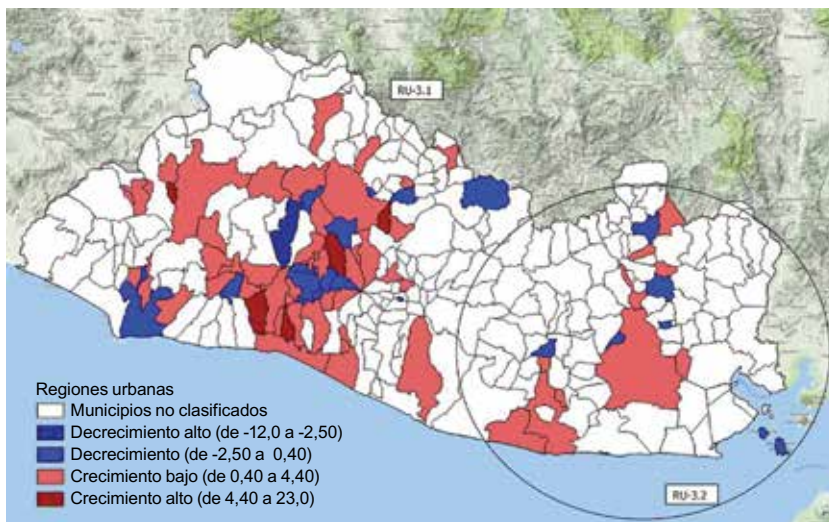 RU-3.1
Regiones urbanas
Municipios no clasificados
Decrecimiento alto (de -12,0 a -2,50)
Decrecimiento (de -2,50 a 0,40)
Crecimiento bajo (de 0,40 a 4,40)
Crecimiento alto (de 4,40 a 23,0)
RU-3.2